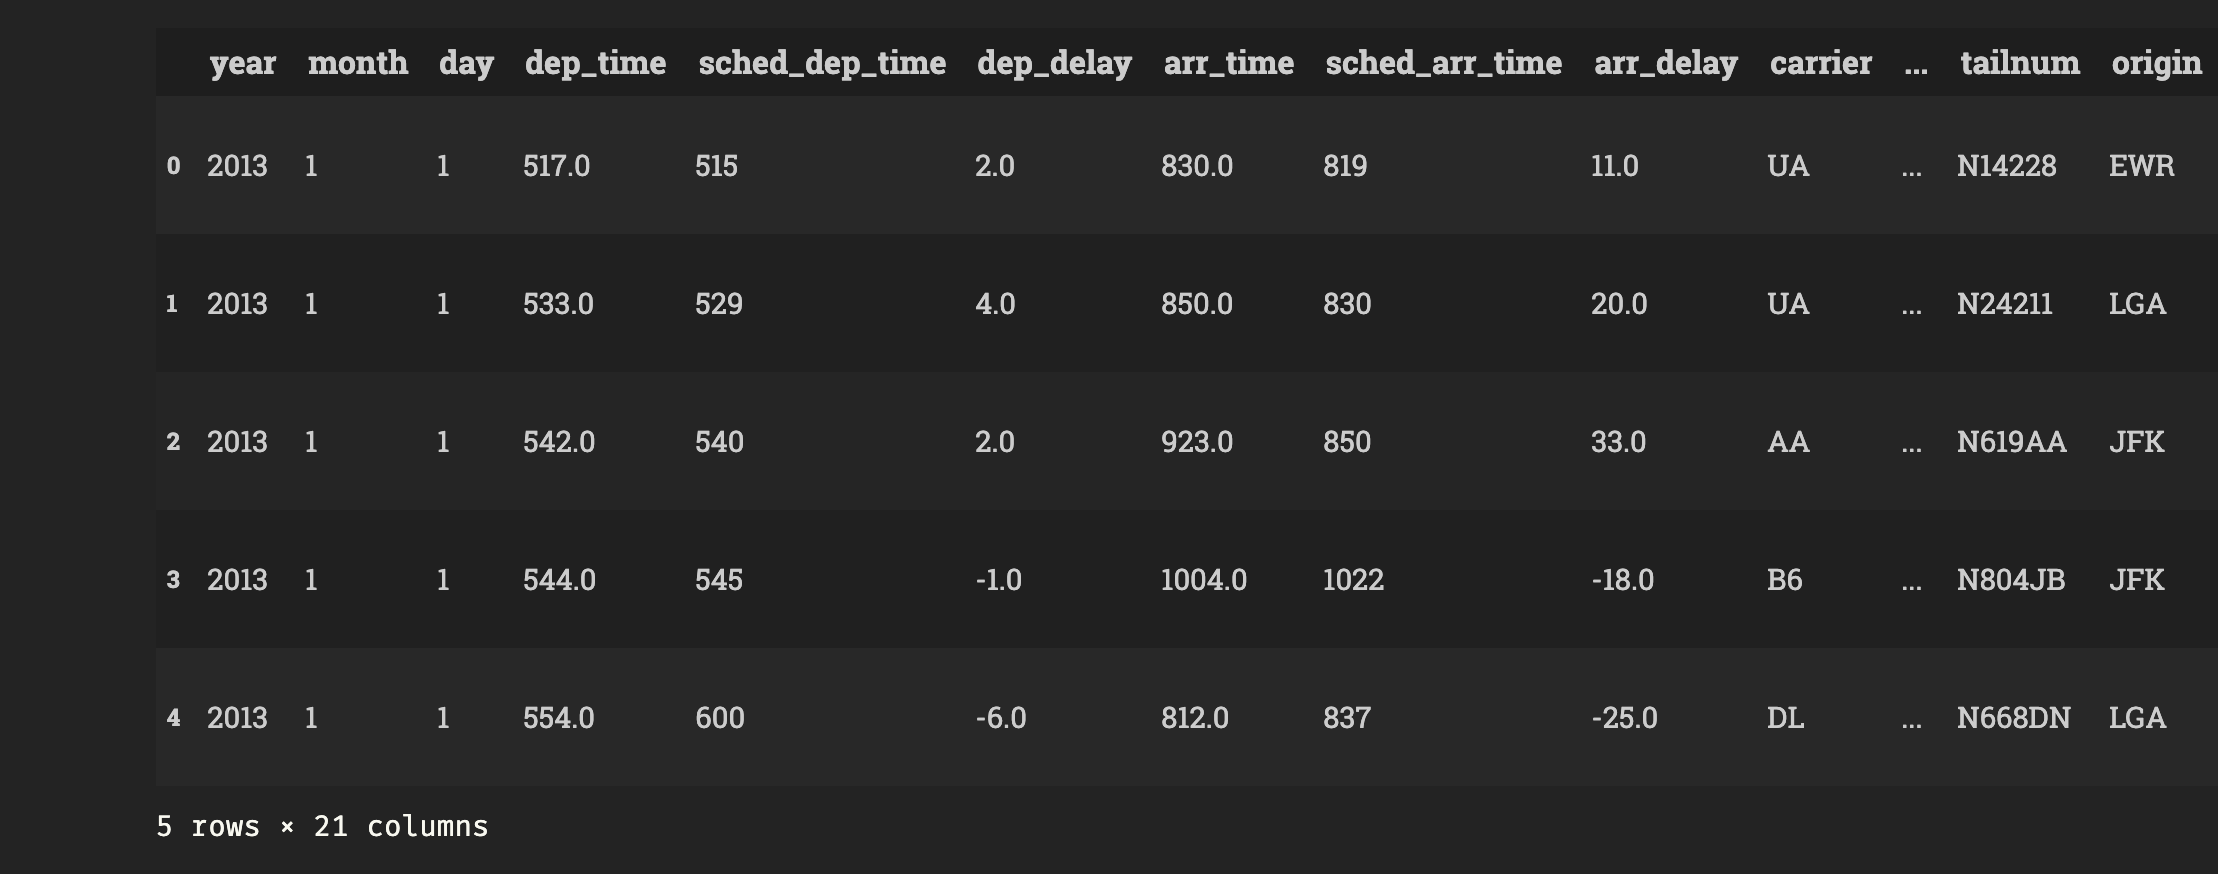 year month day dep_time sched_dep_time dep_delay arr_time sched_arr_time arr_delay carrier ... tailnum origin
0 2013 1 1 517.0 515 2.0 830.0 819 11.0 UA ... N14228 EWR
1 2013 1 1 533.0 529 4.0 850.0 830 20.0 UA ... N24211 LGA
2 2013 1 1 542.0 540 2.0 923.0 850 33.0 AA ... N619AA JFK
3 2013 1 1 544.0 545 -1.0 1004.0 1022 -18.0 B6 ... N804JB JFK
4 2013 1 1 554.0 600 -6.0 812.0 837 -25.0 DL ... N668DN LGA
5 rows × 21 columns